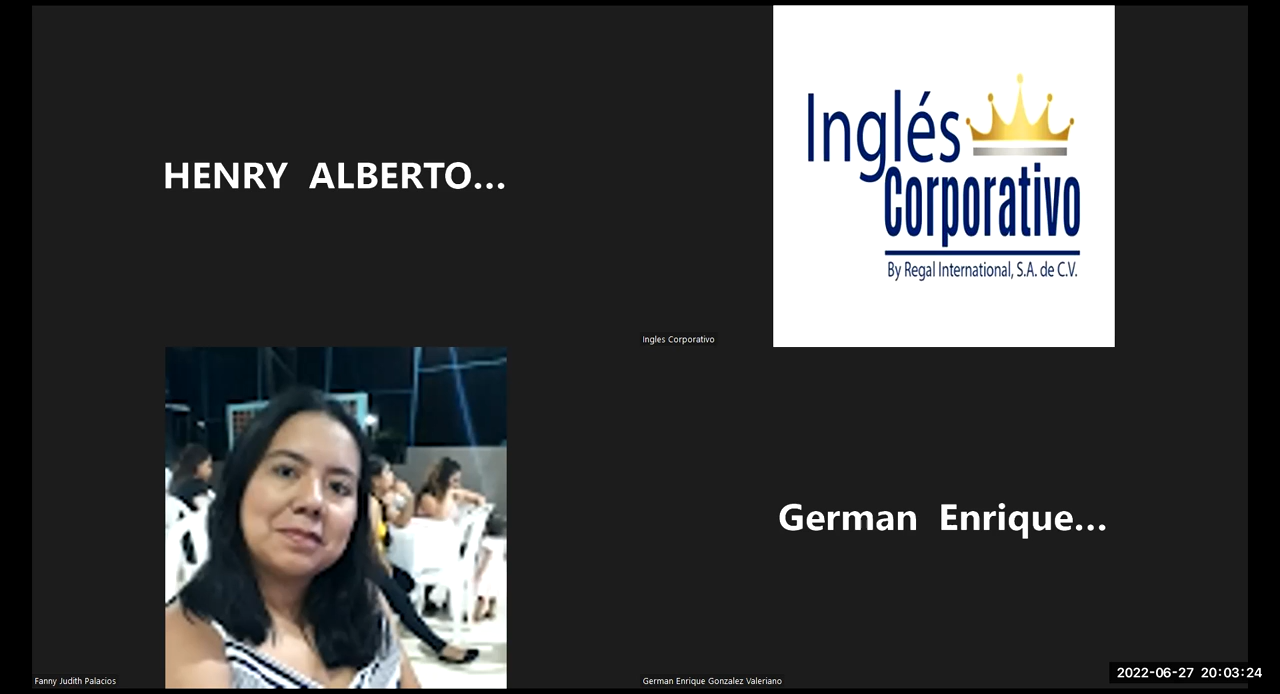 HENRY ALBERTO...
Inglés
Corporativo
By Regal International, S.A. de C.V.
Ingles Corporativo
German Enrique...
Fanny Judith Palacios
German Enrique Gonzalez Valeriano
2022-06-27 20:03:24